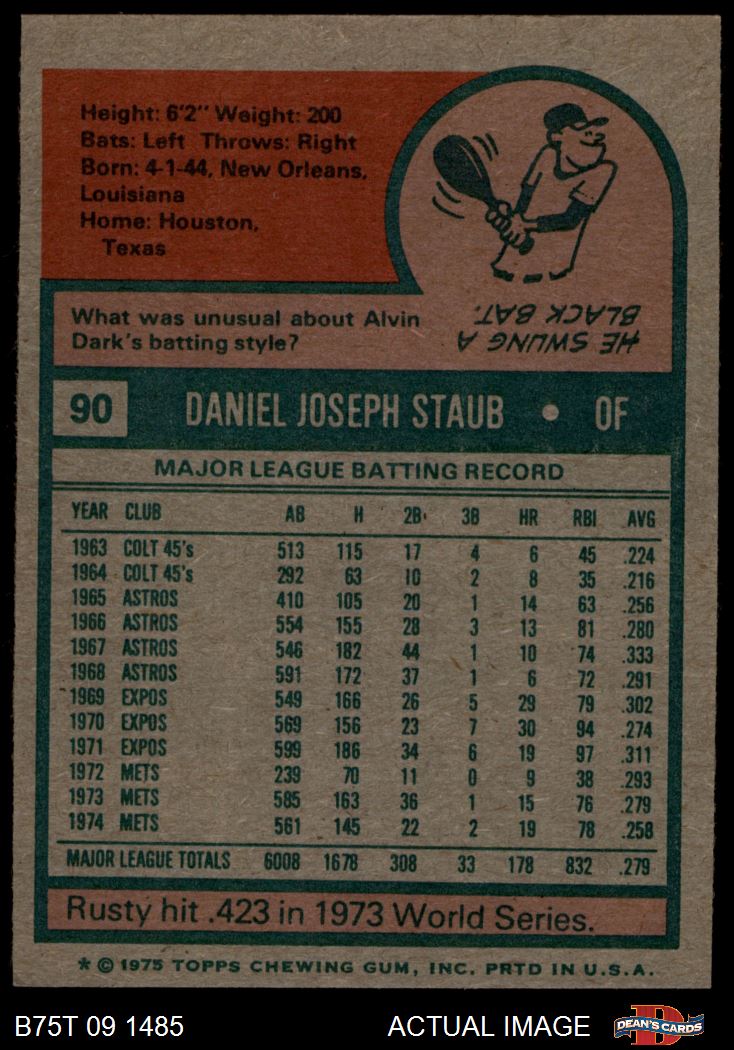 Height: 6'2" Weight: 200
Bats: Left Throws: Right
Born: 4-1-44, New Orleans,
Louisiana
Home: Houston,
Texas
What was unusual about Alvin
Dark's batting style?
HE SWUNG A
BLACK BAT.
90 DANIEL JOSEPH STAUB • OF
MAJOR LEAGUE BATTING RECORD
YEAR CLUB AB H 2B 3B HR RBI AVG
1963 COLT 45's 513 115 17 4 6 45 .224
1964 COLT 45's 292 63 10 2 8 35 .216
1965 ASTROS 410 105 20 1 14 63 .256
1966 ASTROS 554 155 28 3 13 81 .280
1967 ASTROS 546 182 44 1 10 74 .333
1968 ASTROS 591 172 37 1 6 72 .291
1969 EXPOS 549 166 26 5 29 79 .302
1970 EXPOS 569 156 23 7 30 94 .274
1971 EXPOS 599 186 34 6 19 97 .311
1972 METS 239 70 11 0 9 38 .293
1973 METS 585 163 36 1 15 76 .279
1974 METS 561 145 22 2 19 78 .258
MAJOR LEAGUE TOTALS 6008 1678 308 33 178 832 .279
Rusty hit .423 in 1973 World Series.
* © 1975 TOPPS CHEWING GUM, INC. PRTD IN U.S.A.
B75T 09 1485 ACTUAL IMAGE
D
DEAN'S CARDS